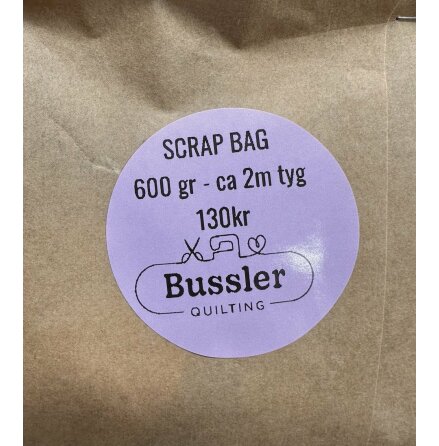 SCRAP BAG
600 gr - ca 2m tyg
130kr
Bussler
QUILTING